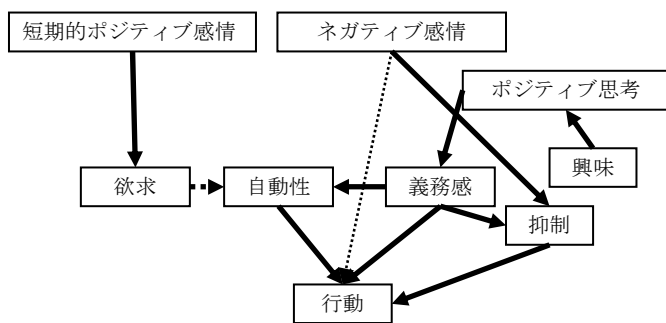 短期的ポジティブ感情
ネガティブ感情
ポジティブ思考
興味
欲求
自動性
義務感
抑制
行動